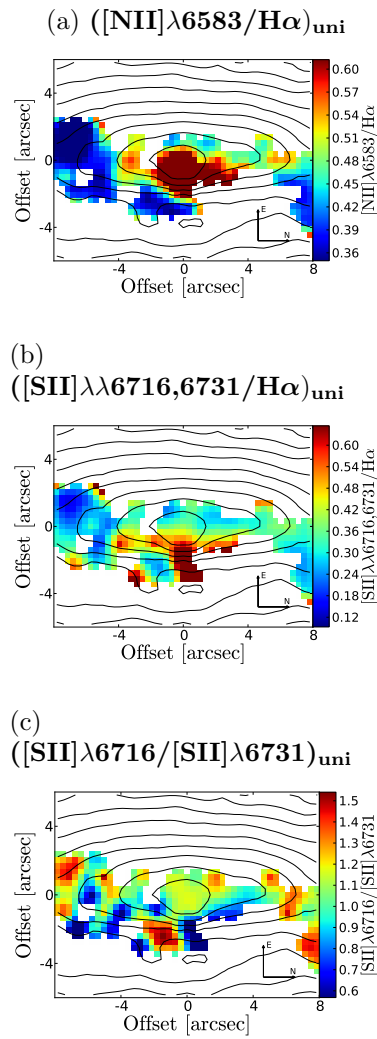 (a) ([NII]λ6583/Hα)uni
4
0
-4
Offset [arcsec]
-4 0 4 8
Offset [arcsec]
E
N
0.60
0.57
0.54
0.51
0.48
0.45
0.42
0.39
0.36
[NII]λ6583/Hα
(b)
([SII]λλ6716,6731/Hα)uni
4
0
-4
Offset [arcsec]
-4 0 4 8
Offset [arcsec]
E
N
0.60
0.54
0.48
0.42
0.36
0.30
0.24
0.18
0.12
[SII]λλ6716,6731/Hα
(c)
([SII]λ6716/[SII]λ6731)uni
4
0
-4
Offset [arcsec]
-4 0 4 8
Offset [arcsec]
E
N
1.5
1.4
1.3
1.2
1.1
1.0
0.9
0.8
0.7
0.6
[SII]λ6716/[SII]λ6731